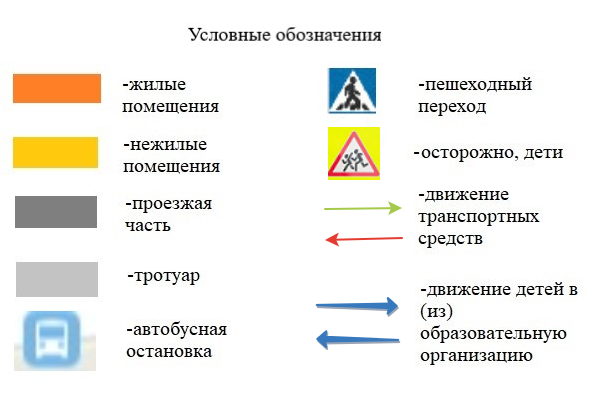 Условные обозначения
-жилые
помещения
-нежилые
помещения
-проезжая
часть
-тротуар
-автобусная
остановка
-пешеходный
переход
-осторожно, дети
-движение
транспортных
средств
-движение детей в
(из)
образовательную
организацию